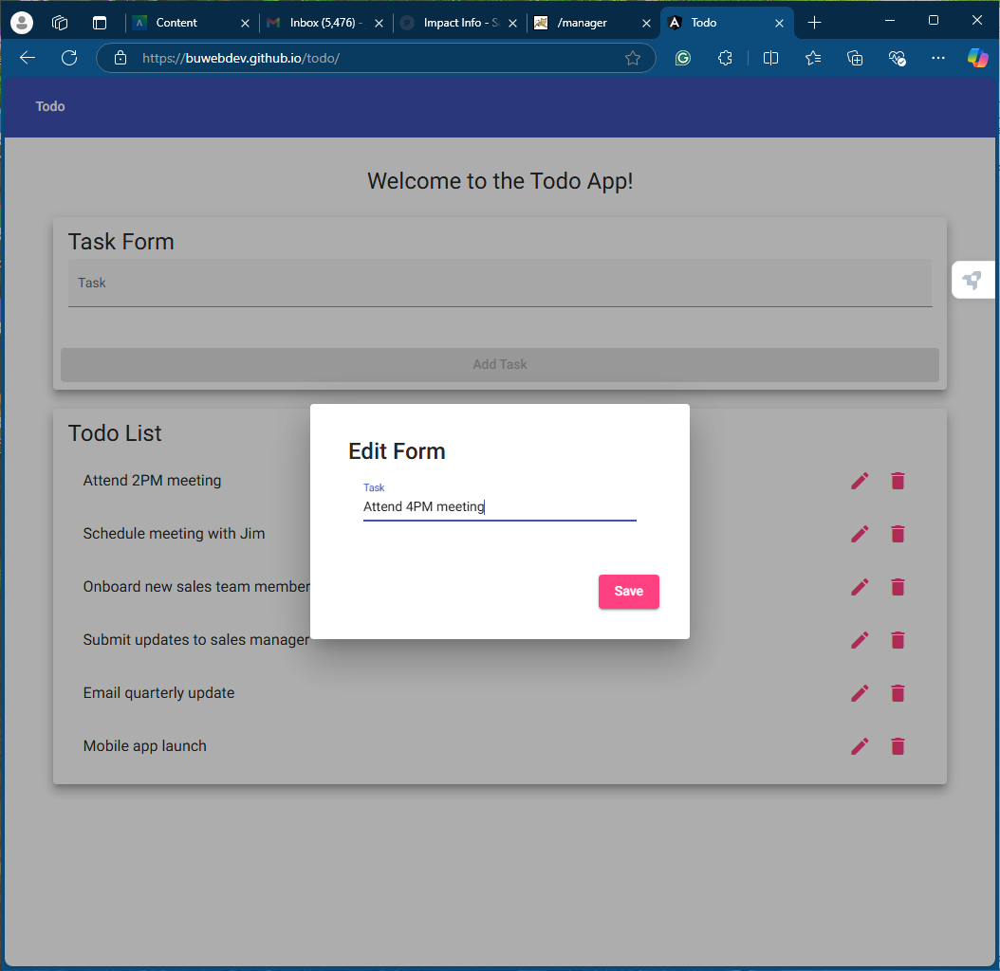 Content
Inbox (5,476) -
Impact Info - S
/manager
Todo
https://buwebdev.github.io/todo/
Todo
Welcome to the Todo App!
Task Form
Task
Add Task
Todo List
Edit Form
Task
Attend 4PM meeting
Save
Attend 2PM meeting
Schedule meeting with Jim
Onboard new sales team member
Submit updates to sales manager
Email quarterly update
Mobile app launch